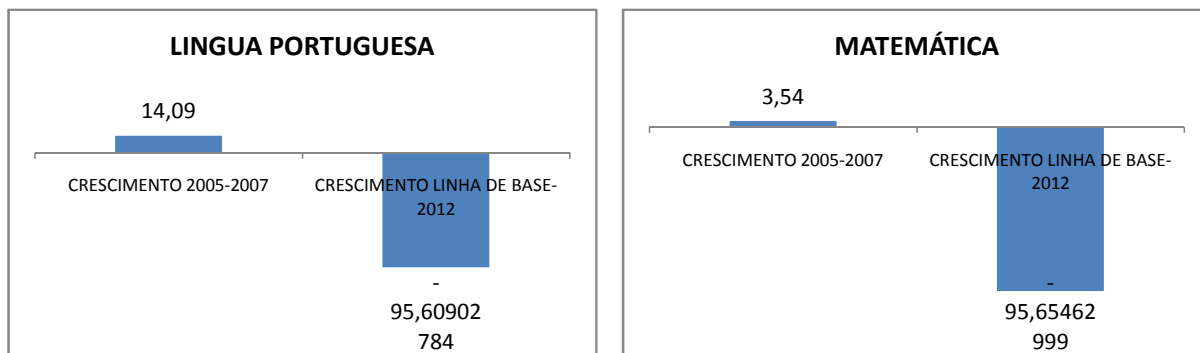 LINGUA PORTUGUESA
14,09
CRESCIMENTO 2005-2007
CRESCIMENTO LINHA DE BASE-
2012
-
95,60902
784
MATEMÁTICA
3,54
CRESCIMENTO 2005-2007
CRESCIMENTO LINHA DE BASE-
2012
-
95,65462
999